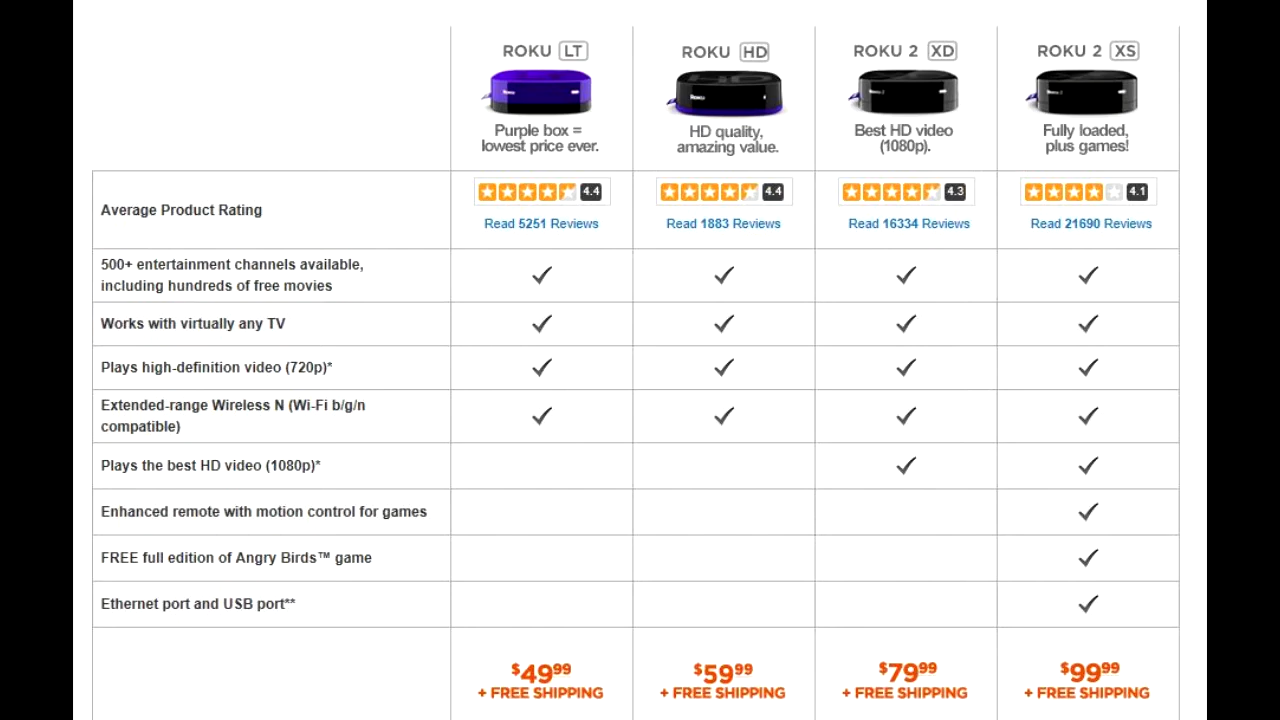 ROKU LT
ROKU HD
ROKU 2 XD
ROKU 2 XS
Purple box =
lowest price ever.
HD quality,
amazing value.
Best HD video
(1080p).
Fully loaded,
plus games!
Average Product Rating
4.4
4.4
4.3
4.1
Read 5251 Reviews
Read 1883 Reviews
Read 16334 Reviews
Read 21690 Reviews
500+ entertainment channels available,
including hundreds of free movies
Works with virtually any TV
Plays high-definition video (720p)*
Extended-range Wireless N (Wi-Fi b/g/n
compatible)
Plays the best HD video (1080p)*
Enhanced remote with motion control for games
FREE full edition of Angry Birds™ game
Ethernet port and USB port**
$49.99
+ FREE SHIPPING
$59.99
+ FREE SHIPPING
$79.99
+ FREE SHIPPING
$99.99
+ FREE SHIPPING